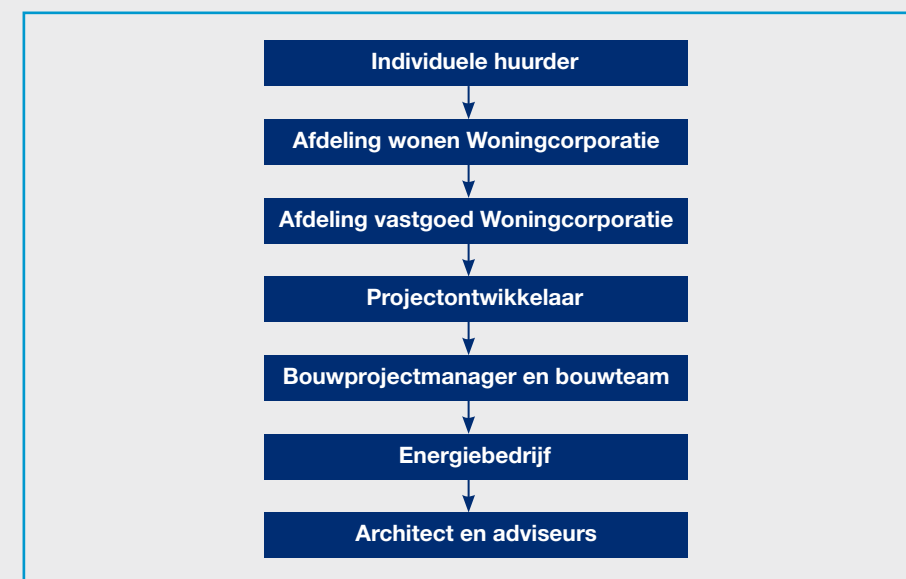 Individuele huurder
Afdeling wonen Woningcorporatie
Afdeling vastgoed Woningcorporatie
Projectontwikkelaar
Bouwprojectmanager en bouwteam
Energiebedrijf
Architect en adviseurs